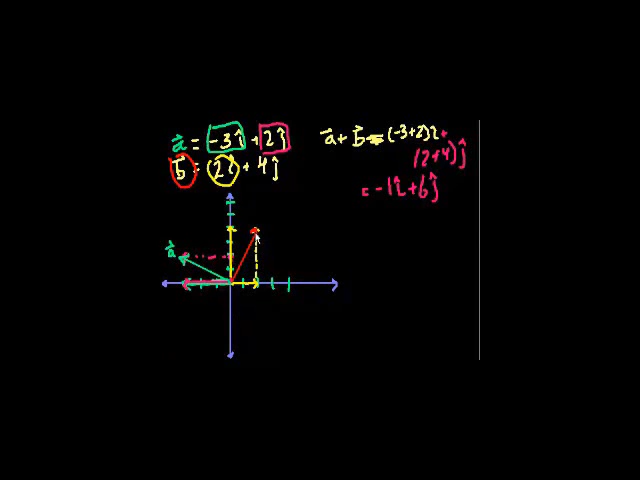 a⃗ = -3î + 2ĵ
b⃗ = 2î + 4ĵ
a⃗ + b⃗ = (-3+2)î +
(2+4)ĵ
= -1î + 6ĵ
a⃗